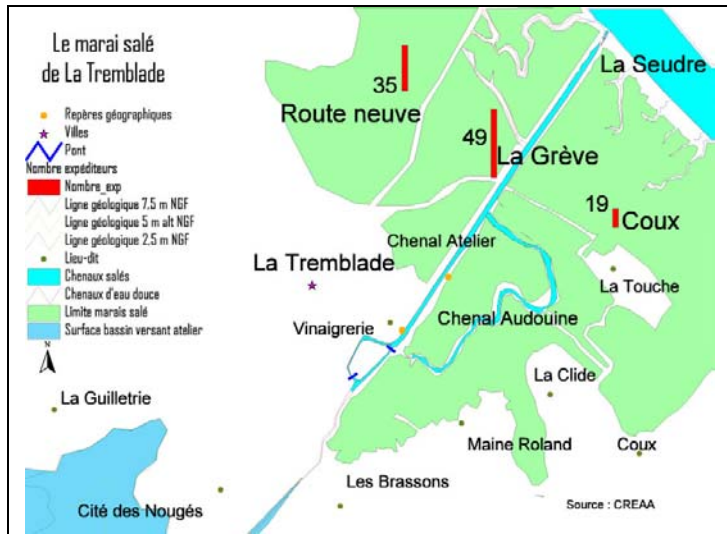 Le marai salé
de La Tremblade
Repères géographiques
Villes
Pont
Nombre expéditeurs
Nombre_exp
Ligne géologique 7,5 m NGF
Ligne géologique 5 m alt NGF
Ligne géologique 2,5 m NGF
Lieu-dit
Chenaux salés
Chenaux d'eau douce
Limite marais salé
Surface bassin versant atelier
N
La Seudre
35
Route neuve
49
La Grève
19
Coux
Chenal Atelier
La Tremblade
La Touche
Vinaigrerie
Chenal Audouine
La Clide
La Guilletrie
Maine Roland
Coux
Les Brassons
Cité des Nougés
Source : CREAA